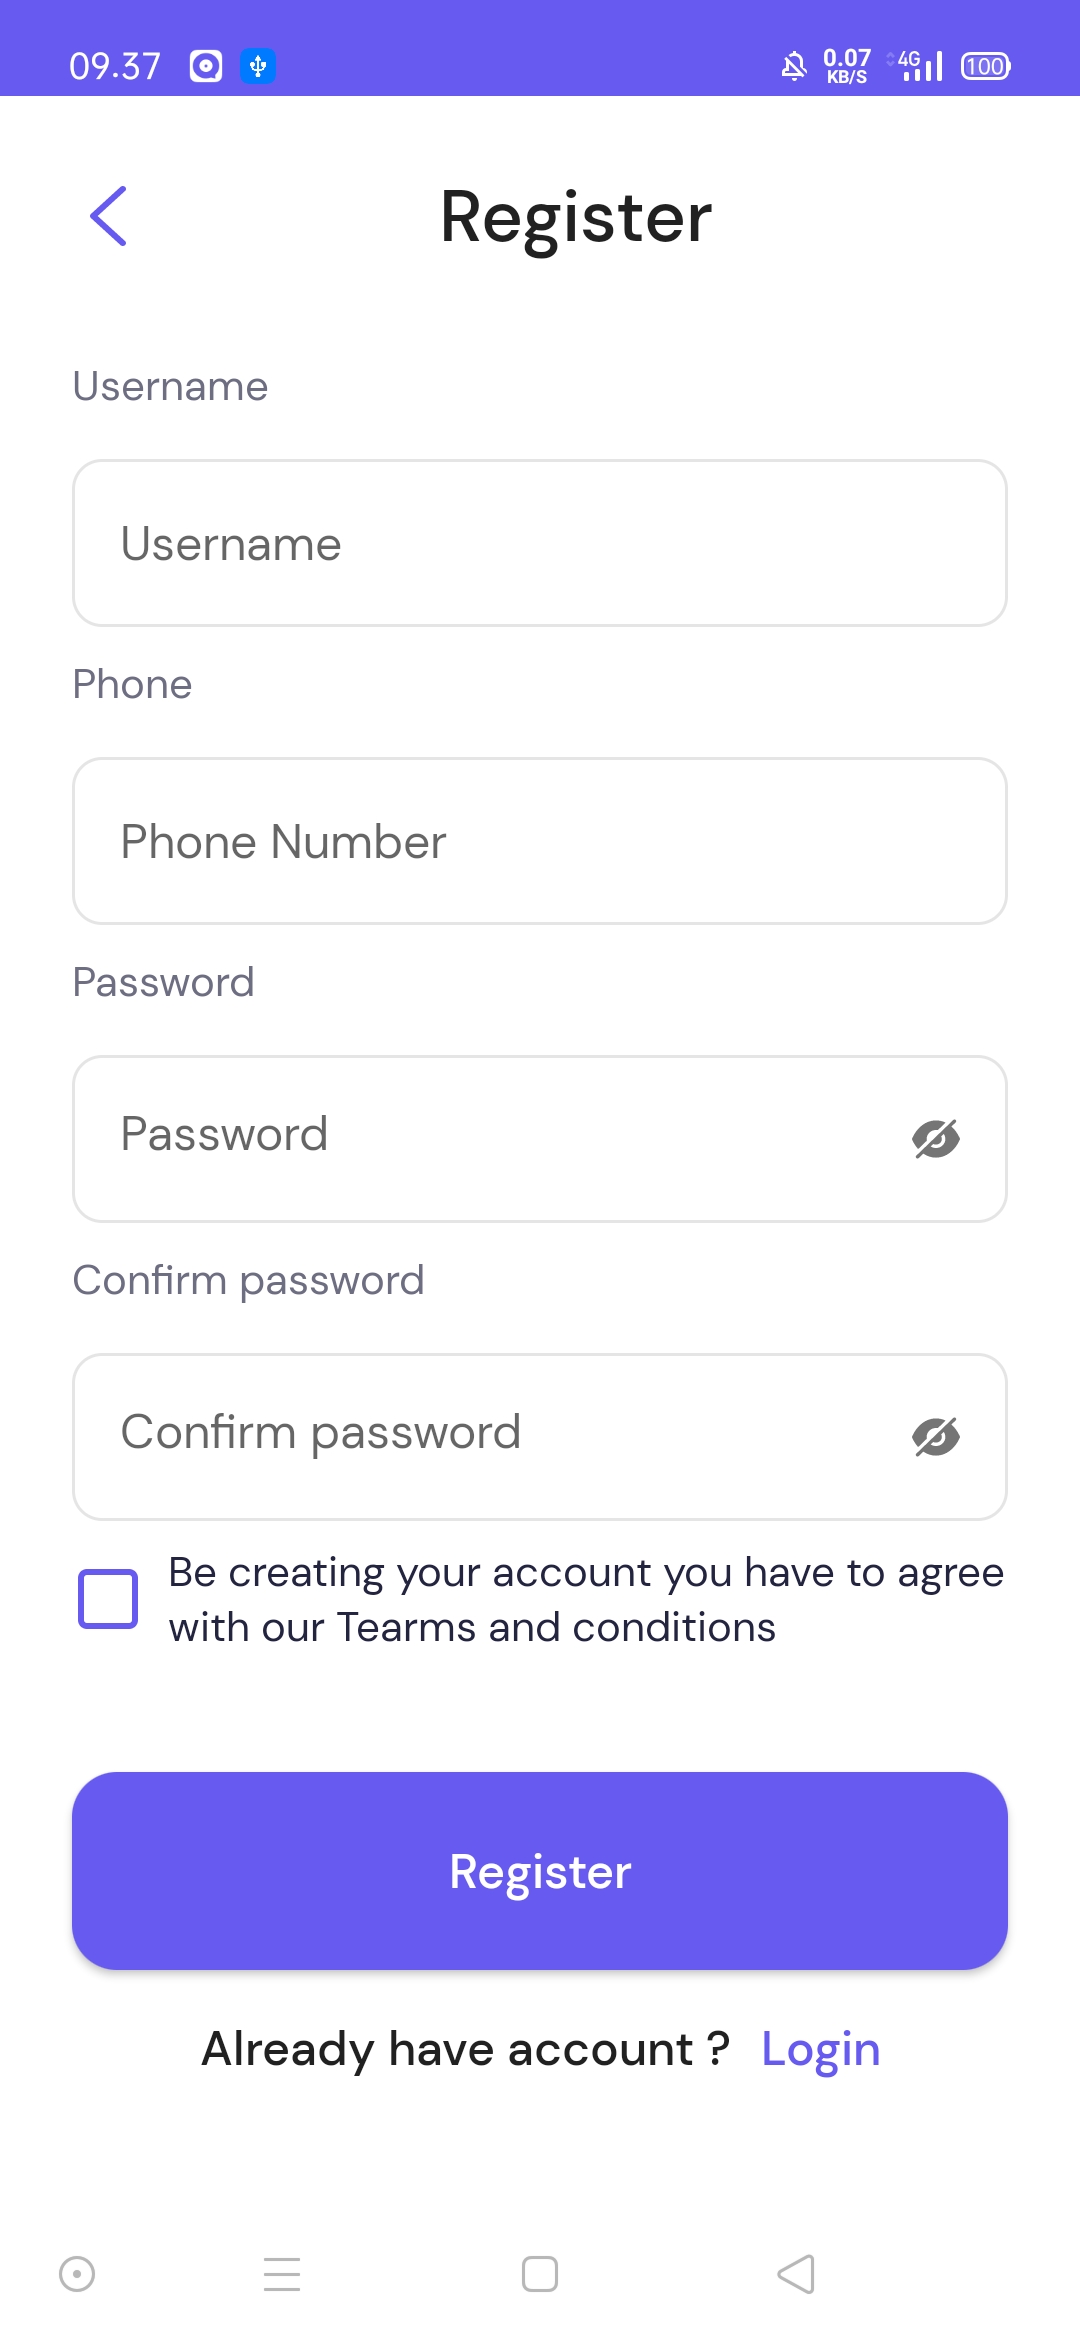 09.37
0.07
KB/S
4G
100
Register
Username
Username
Phone
Phone Number
Password
Password
Confirm password
Confirm password
Be creating your account you have to agree
with our Tearms and conditions
Register
Already have account ? Login